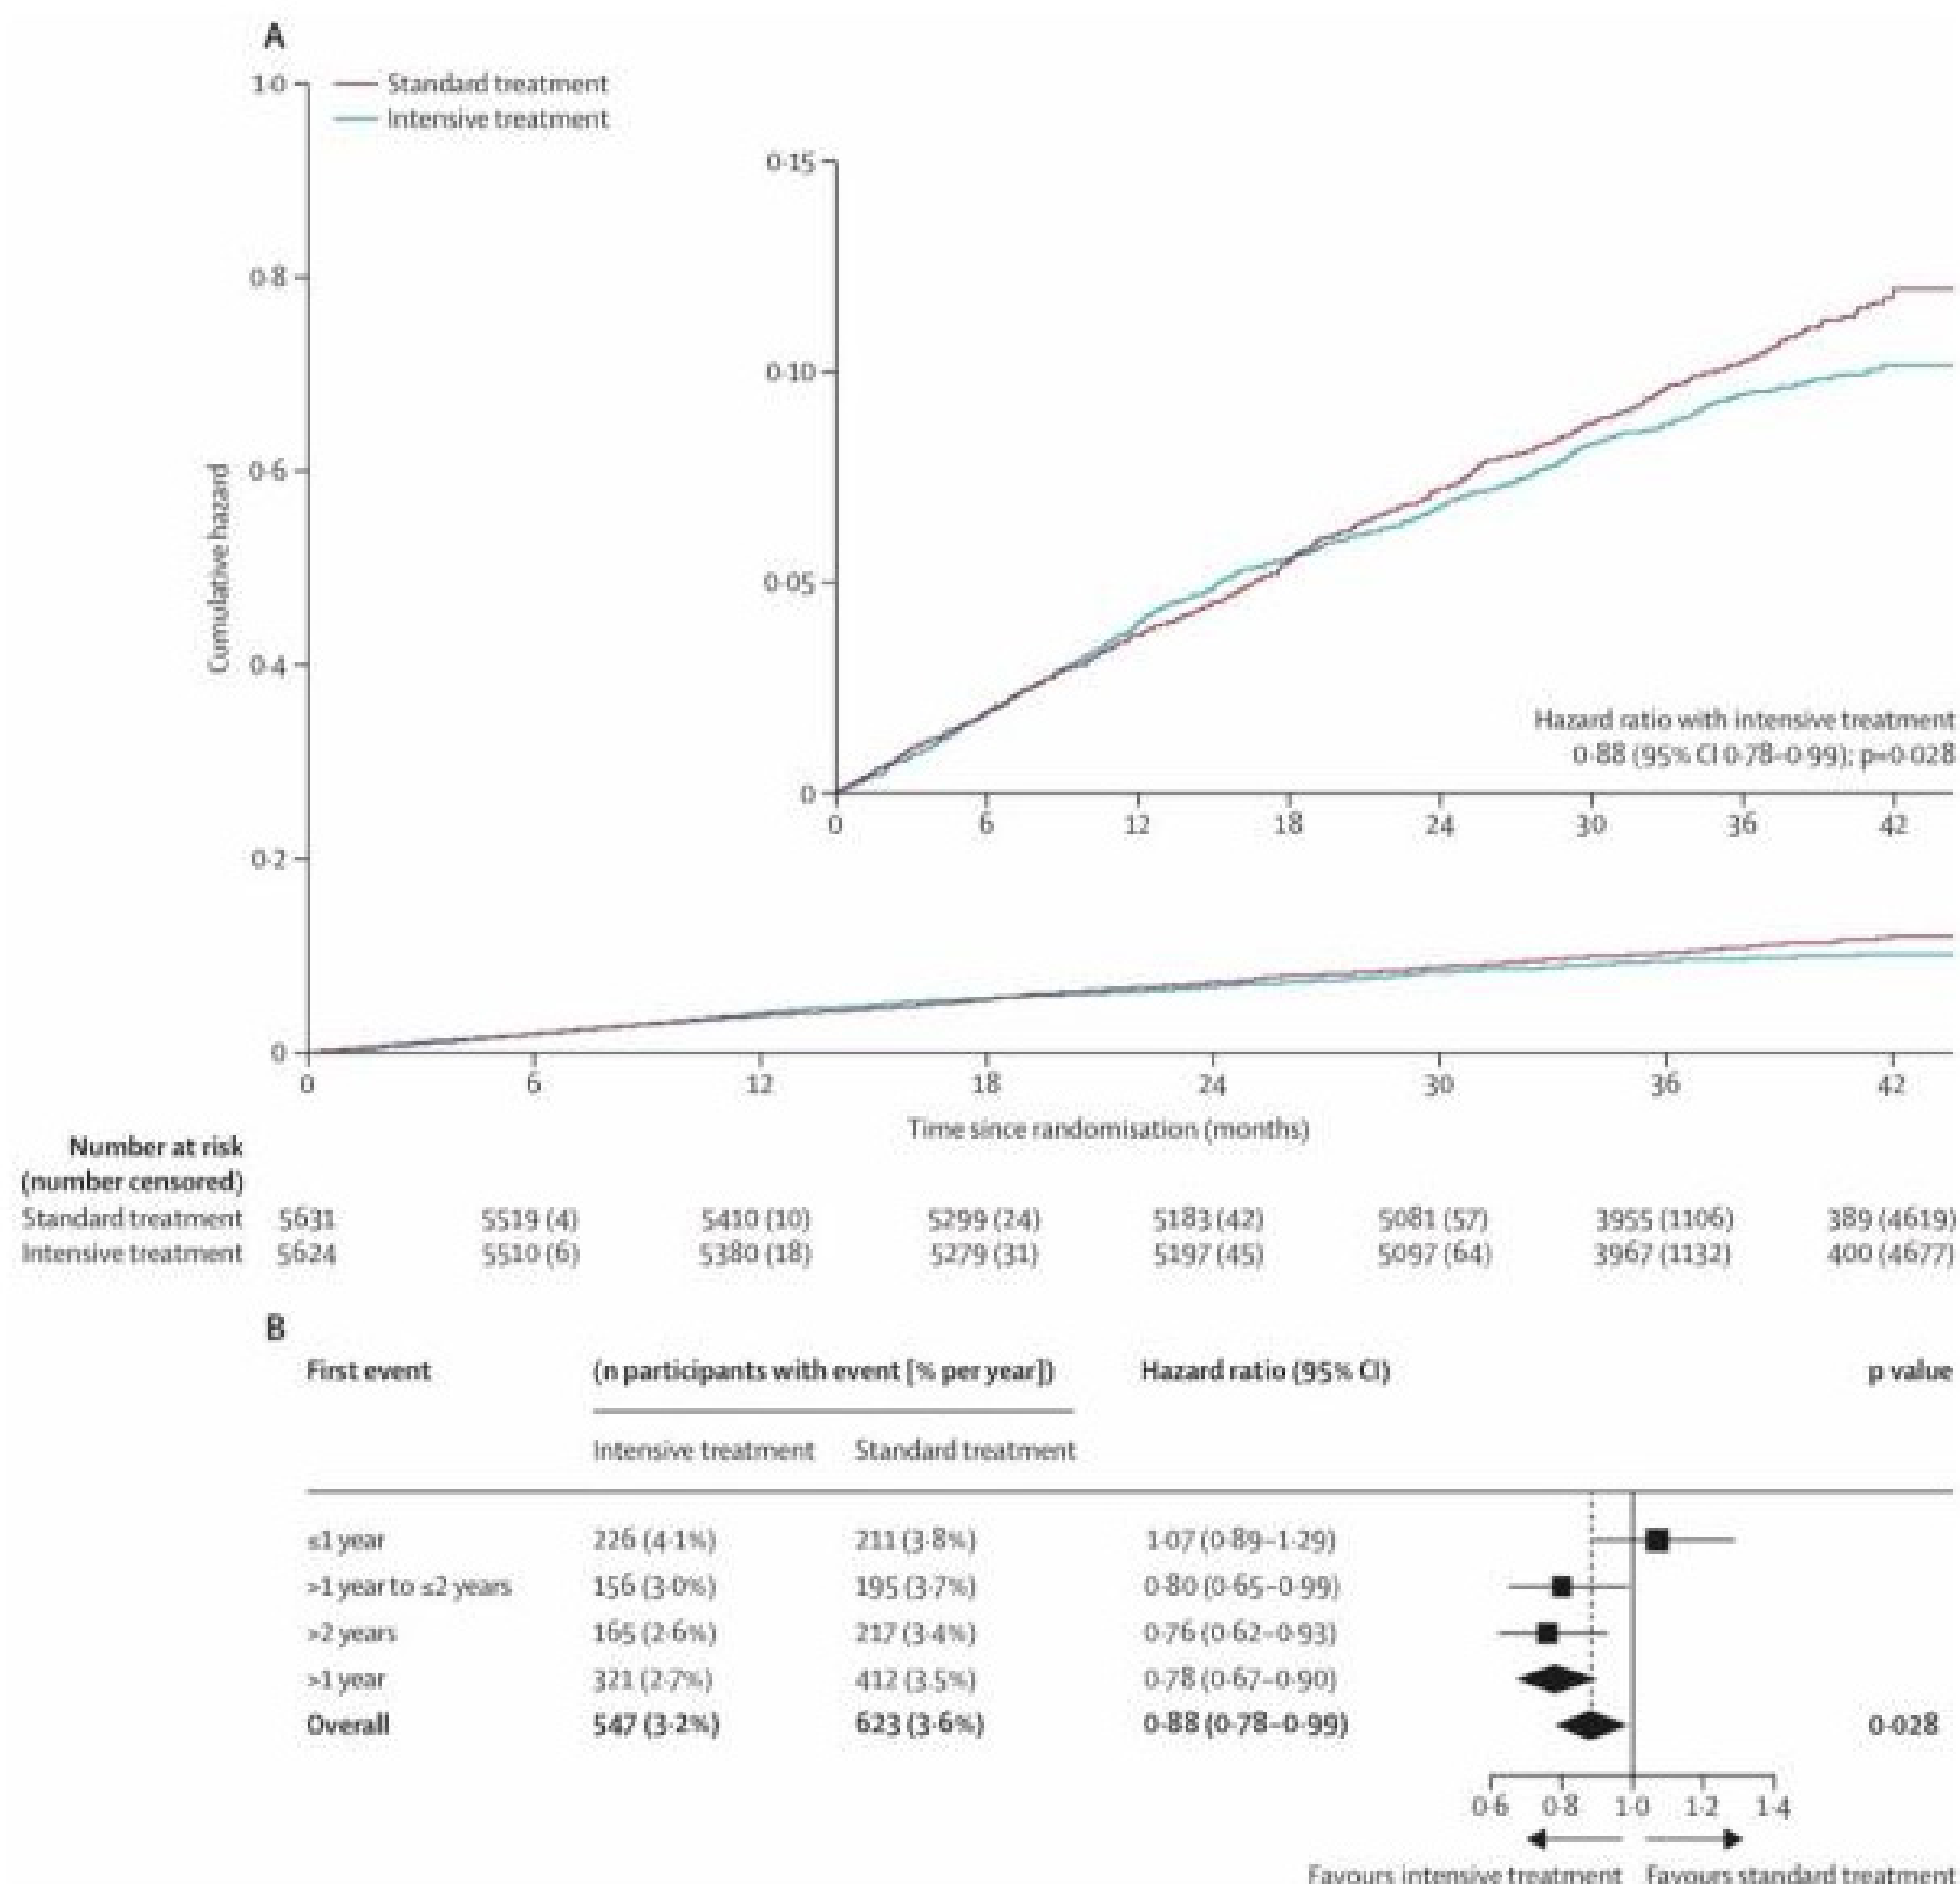 A
1·0
Standard treatment
Intensive treatment
0·15
0·8
0·10
0·6
Cumulative hazard
0·05
0·4
Hazard ratio with intensive treatment
0·88 (95% CI 0·78–0·99); p=0·028
0
0 6 12 18 24 30 36 42
0·2
0
0 6 12 18 24 30 36 42
Time since randomisation (months)
Number at risk
(number censored)
Standard treatment 5631 5519 (4) 5410 (10) 5299 (24) 5183 (42) 5081 (57) 3955 (1106) 389 (4619)
Intensive treatment 5624 5510 (6) 5380 (18) 5279 (31) 5197 (45) 5097 (64) 3967 (1132) 400 (4677)
B
First event (n participants with event [% per year]) Hazard ratio (95% CI) p value
Intensive treatment Standard treatment
≤1 year 226 (4·1%) 211 (3·8%) 1·07 (0·89–1·29)
>1 year to ≤2 years 156 (3·0%) 195 (3·7%) 0·80 (0·65–0·99)
>2 years 165 (2·6%) 217 (3·4%) 0·76 (0·62–0·93)
>1 year 321 (2·7%) 412 (3·5%) 0·78 (0·67–0·90)
Overall 547 (3·2%) 623 (3·6%) 0·88 (0·78–0·99) 0·028
0·6 0·8 1·0 1·2 1·4
Favours intensive treatment Favours standard treatment